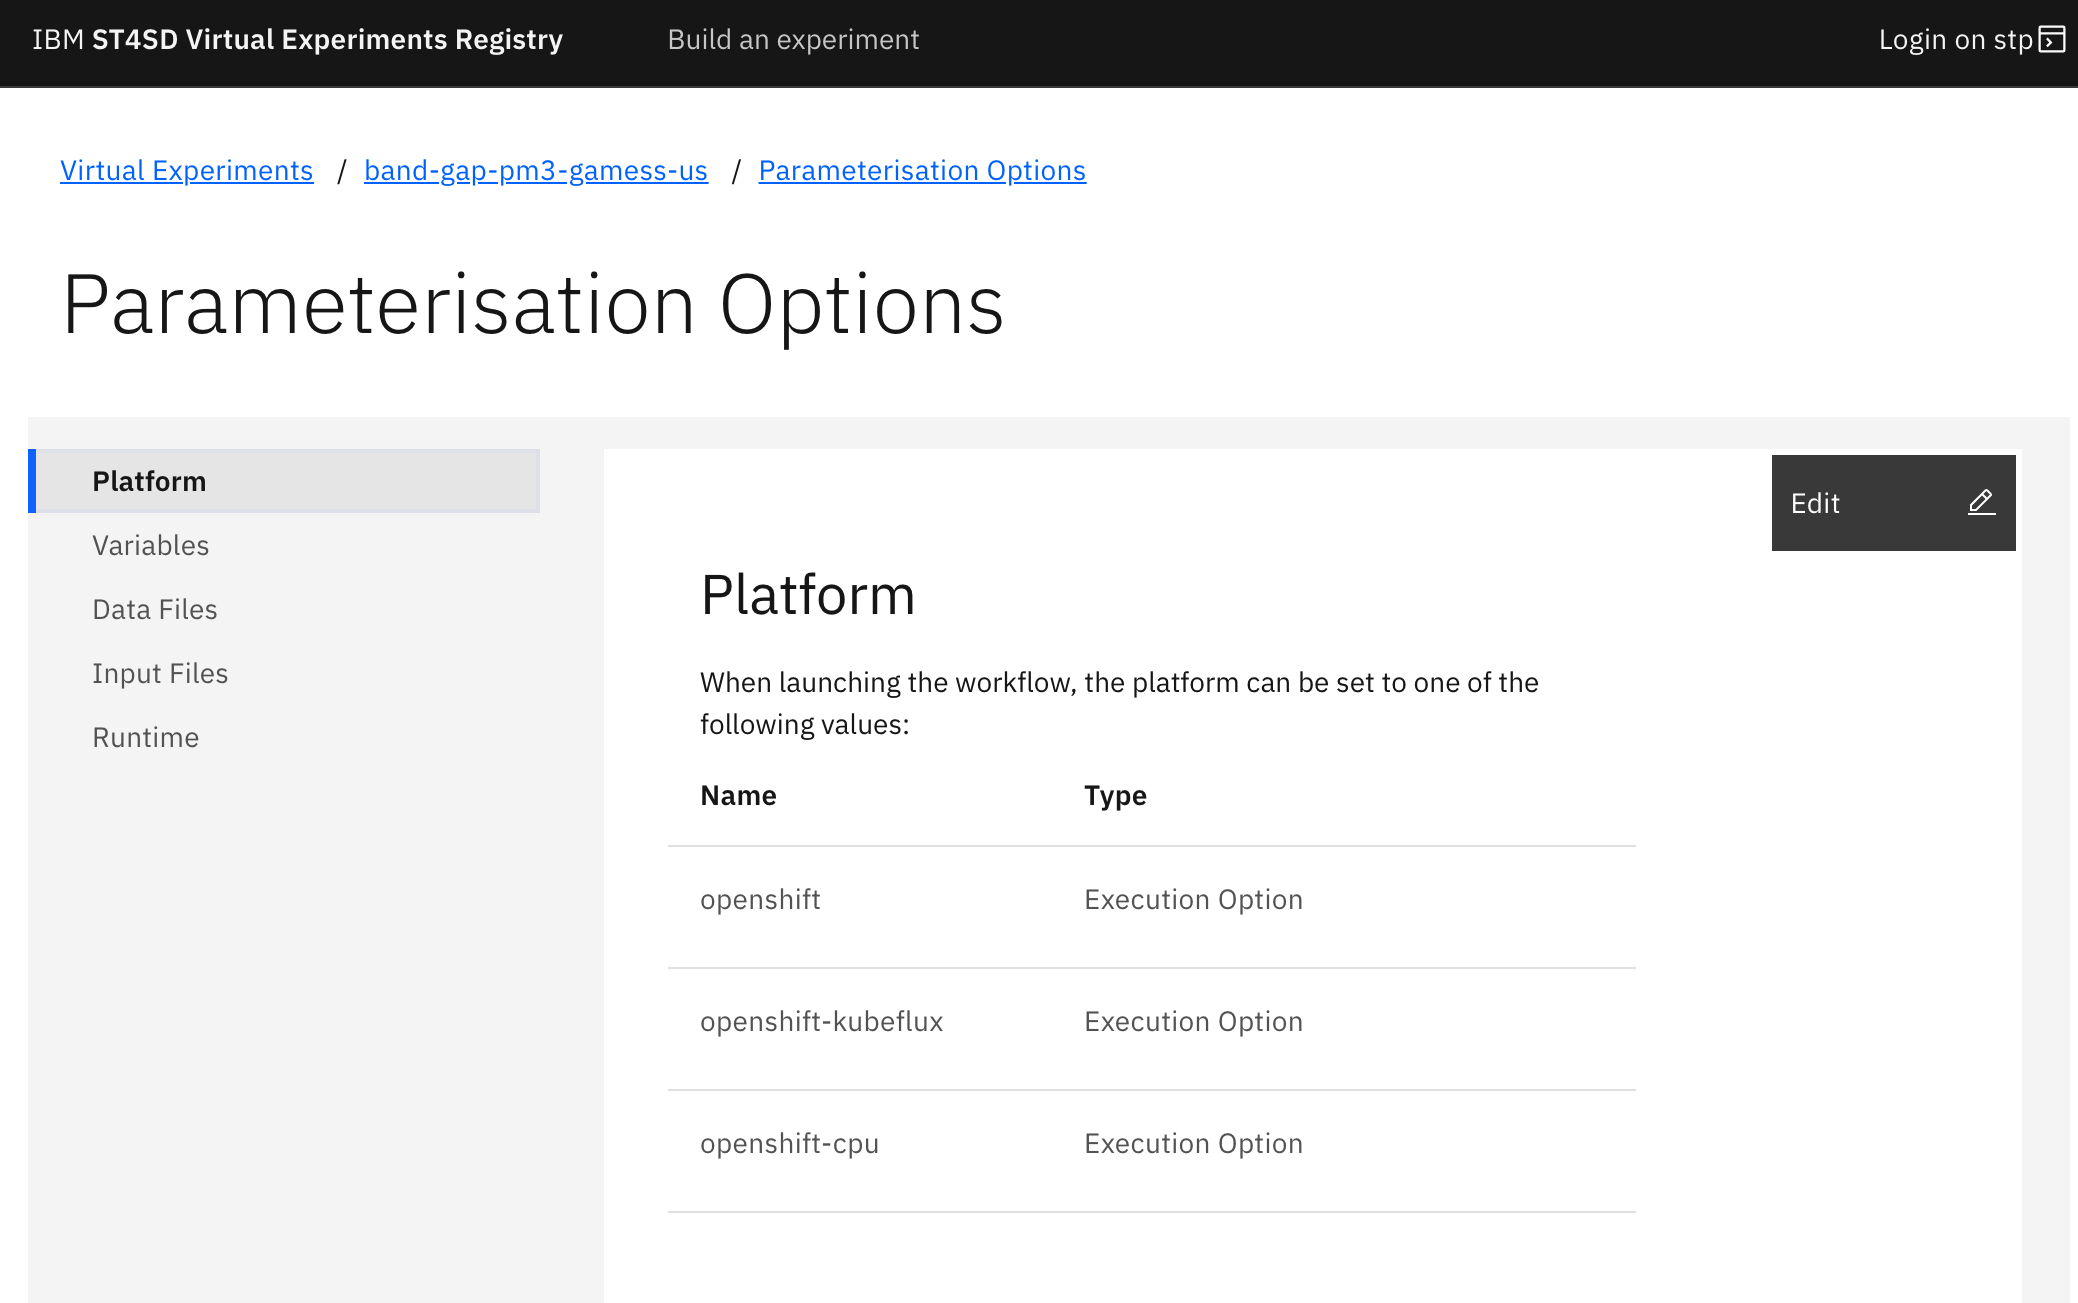 IBM ST4SD Virtual Experiments Registry Build an experiment Login on stp
Virtual Experiments / band-gap-pm3-gamess-us / Parameterisation Options
Parameterisation Options
Platform
Variables
Data Files
Input Files
Runtime
Edit
Platform
When launching the workflow, the platform can be set to one of the
following values:
Name Type
openshift Execution Option
openshift-kubeflux Execution Option
openshift-cpu Execution Option